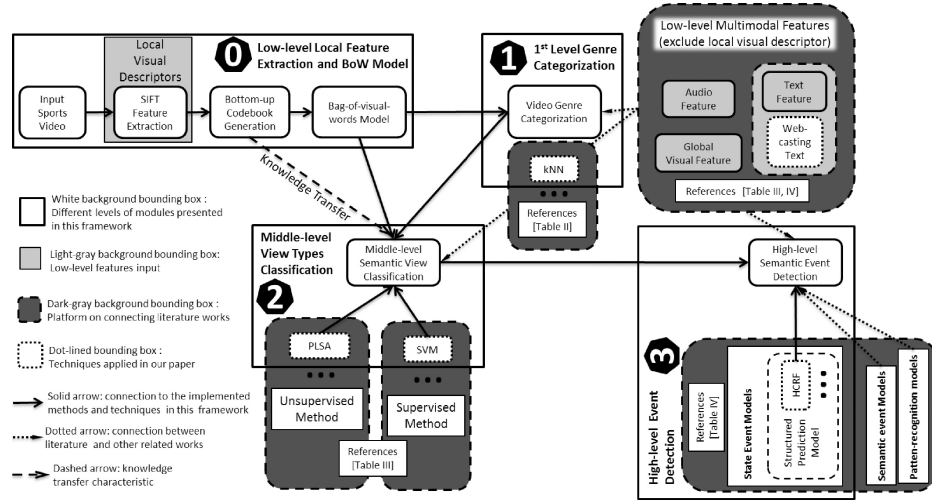 0
Low-level Local Feature
Extraction and BoW Model
Local
Visual
Descriptors
Input
Sports
Video
SIFT
Feature
Extraction
Bottom-up
Codebook
Generation
Bag-of-visual-
words Model
Knowledge Transfer
1
1st Level Genre
Categorization
Video Genre
Categorization
kNN
References
[Table II]
Low-level Multimodal Features
(exclude local visual descriptor)
Audio
Feature
Text
Feature
Global
Visual Feature
Web-
casting
Text
References [Table III, IV]
White background bounding box :
Different levels of modules presented
in this framework
Light-gray background bounding box:
Low-level features input
Dark-gray background bounding box :
Platform on connecting literature works
Dot-lined bounding box :
Techniques applied in our paper
Solid arrow: connection to the implemented
methods and techniques in this framework
Dotted arrow: connection between
literature and other related works
Dashed arrow: knowledge
transfer characteristic
Middle-level
View Types
Classification
2
Middle-level
Semantic View
Classification
PLSA
Unsupervised
Method
SVM
Supervised
Method
References
[Table III]
High-level
Semantic Event
Detection
3
High-level Event
Detection
References
[Table IV]
State Event Models
Structured
Prediction
Model
HCRF
Semantic event Models
Patten-recognition models